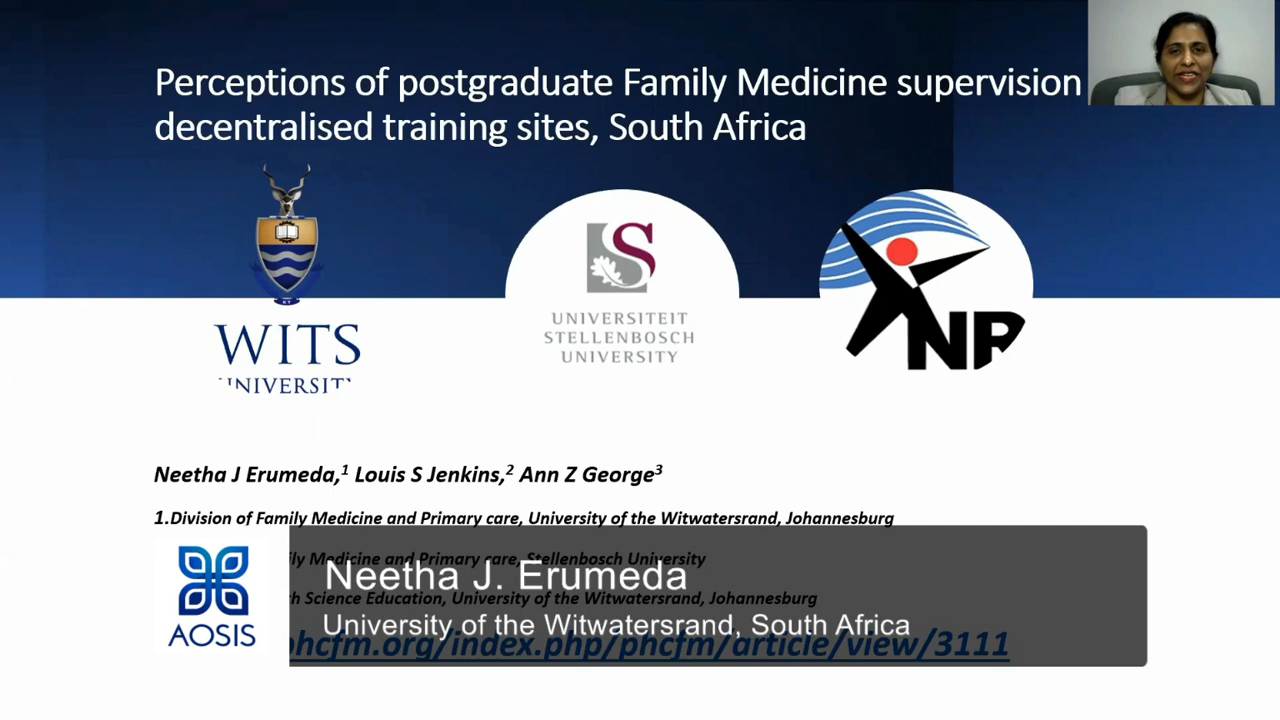 Perceptions of postgraduate Family Medicine supervision
decentralised training sites, South Africa
WITS
UNIVERSITY
S
UNIVERSITEIT
STELLENBOSCH
UNIVERSITY
NP
Neetha J Erumeda,1 Louis S Jenkins,2 Ann Z George3
1.Division of Family Medicine and Primary care, University of the Witwatersrand, Johannesburg
Medicine and Primary care, Stellenbosch University
Science Education, University of the Witwatersrand, Johannesburg
phcfm.org/index.php/phcfm/article/view/3111
AOSIS
Neetha J. Erumeda
University of the Witwatersrand, South Africa